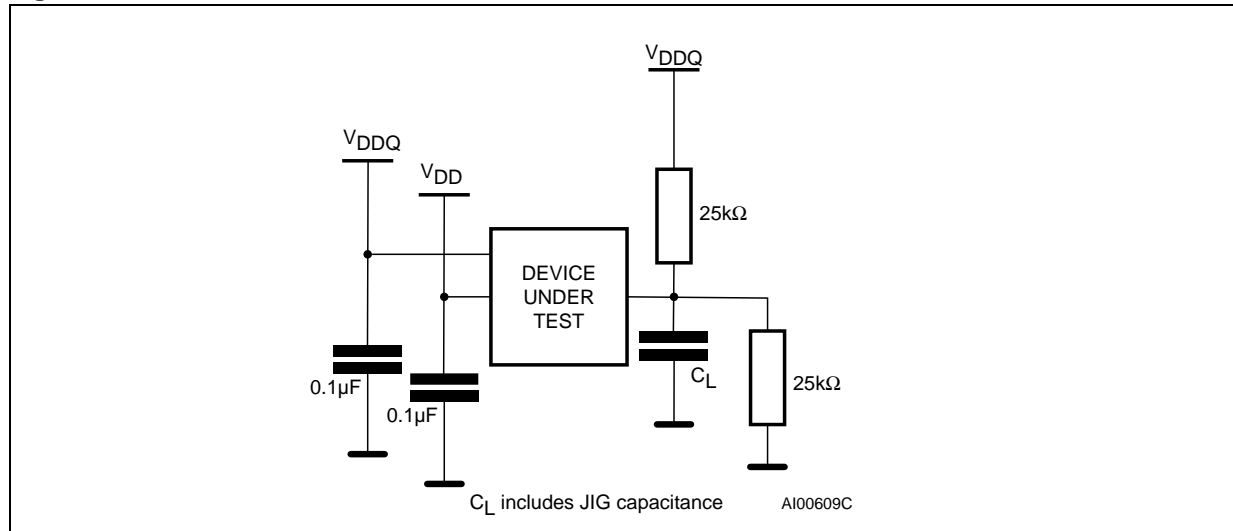 VDDQ
VDDQ
VDD
25kΩ
DEVICE
UNDER
TEST
0.1µF
0.1µF
CL
25kΩ
CL includes JIG capacitance
AI00609C